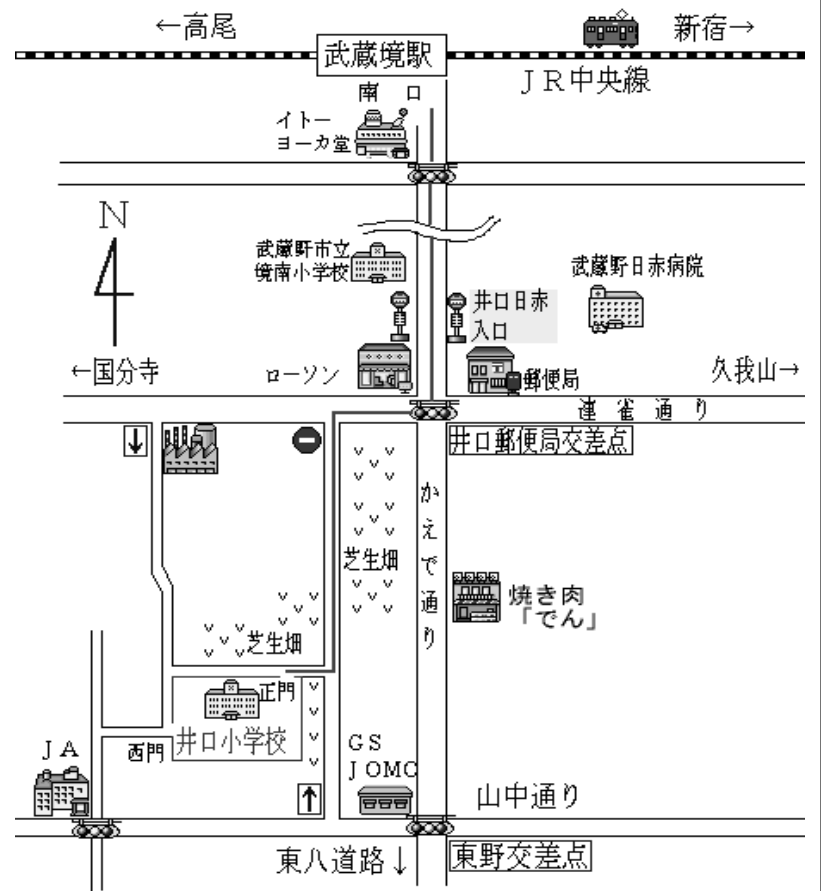 ←高尾
新宿→
武蔵境駅
JR中央線
南口
イトー
ヨーカ堂
N
武蔵野市立
境南小学校
武蔵野日赤病院
井口日赤
入口
←国分寺
ローソン
郵便局
久我山→
連雀通り
井口郵便局交差点
かえで通り
芝生畑
焼き肉
「でん」
芝生畑
正門
井口小学校
西門
JA
GS
JOMO
山中通り
東八道路↓
東野交差点